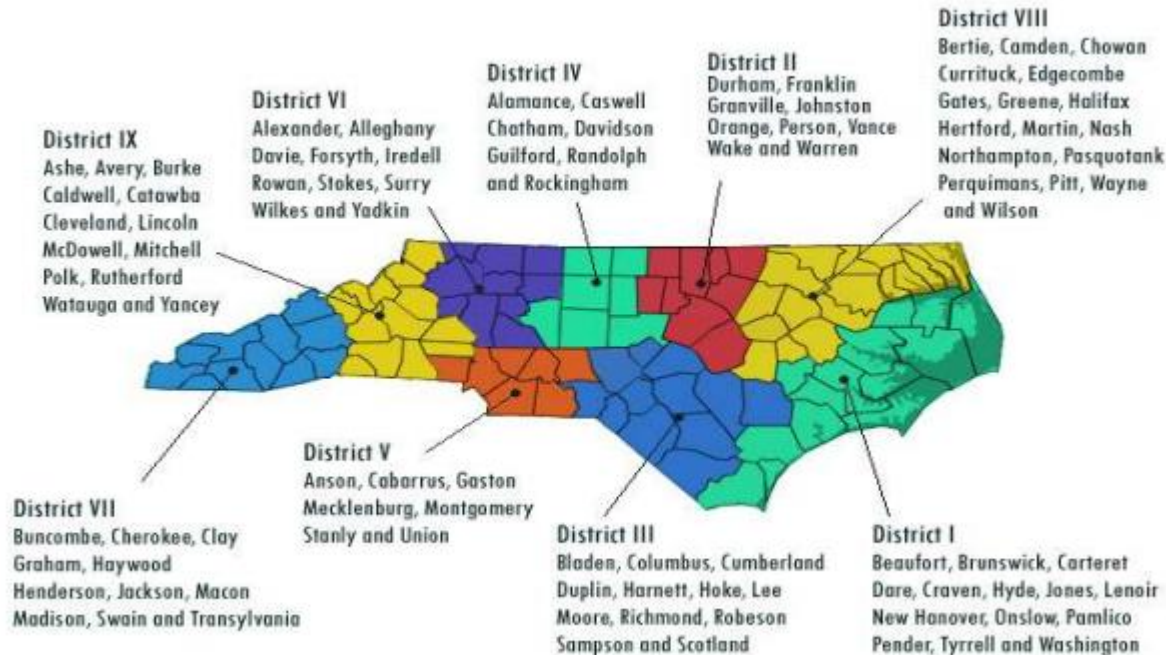 District IX
Ashe, Avery, Burke
Caldwell, Catawba
Cleveland, Lincoln
McDowell, Mitchell
Polk, Rutherford
Watauga and Yancey
District VI
Alexander, Alleghany
Davie, Forsyth, Iredell
Rowan, Stokes, Surry
Wilkes and Yadkin
District IV
Alamance, Caswell
Chatham, Davidson
Guilford, Randolph
and Rockingham
District II
Durham, Franklin
Granville, Johnston
Orange, Person, Vance
Wake and Warren
District VIII
Bertie, Camden, Chowan
Currituck, Edgecombe
Gates, Greene, Halifax
Hertford, Martin, Nash
Northampton, Pasquotank
Perquimans, Pitt, Wayne
and Wilson
District VII
Buncombe, Cherokee, Clay
Graham, Haywood
Henderson, Jackson, Macon
Madison, Swain and Transylvania
District V
Anson, Cabarrus, Gaston
Mecklenburg, Montgomery
Stanly and Union
District III
Bladen, Columbus, Cumberland
Duplin, Harnett, Hoke, Lee
Moore, Richmond, Robeson
Sampson and Scotland
District I
Beaufort, Brunswick, Carteret
Dare, Craven, Hyde, Jones, Lenoir
New Hanover, Onslow, Pamlico
Pender, Tyrrell and Washington